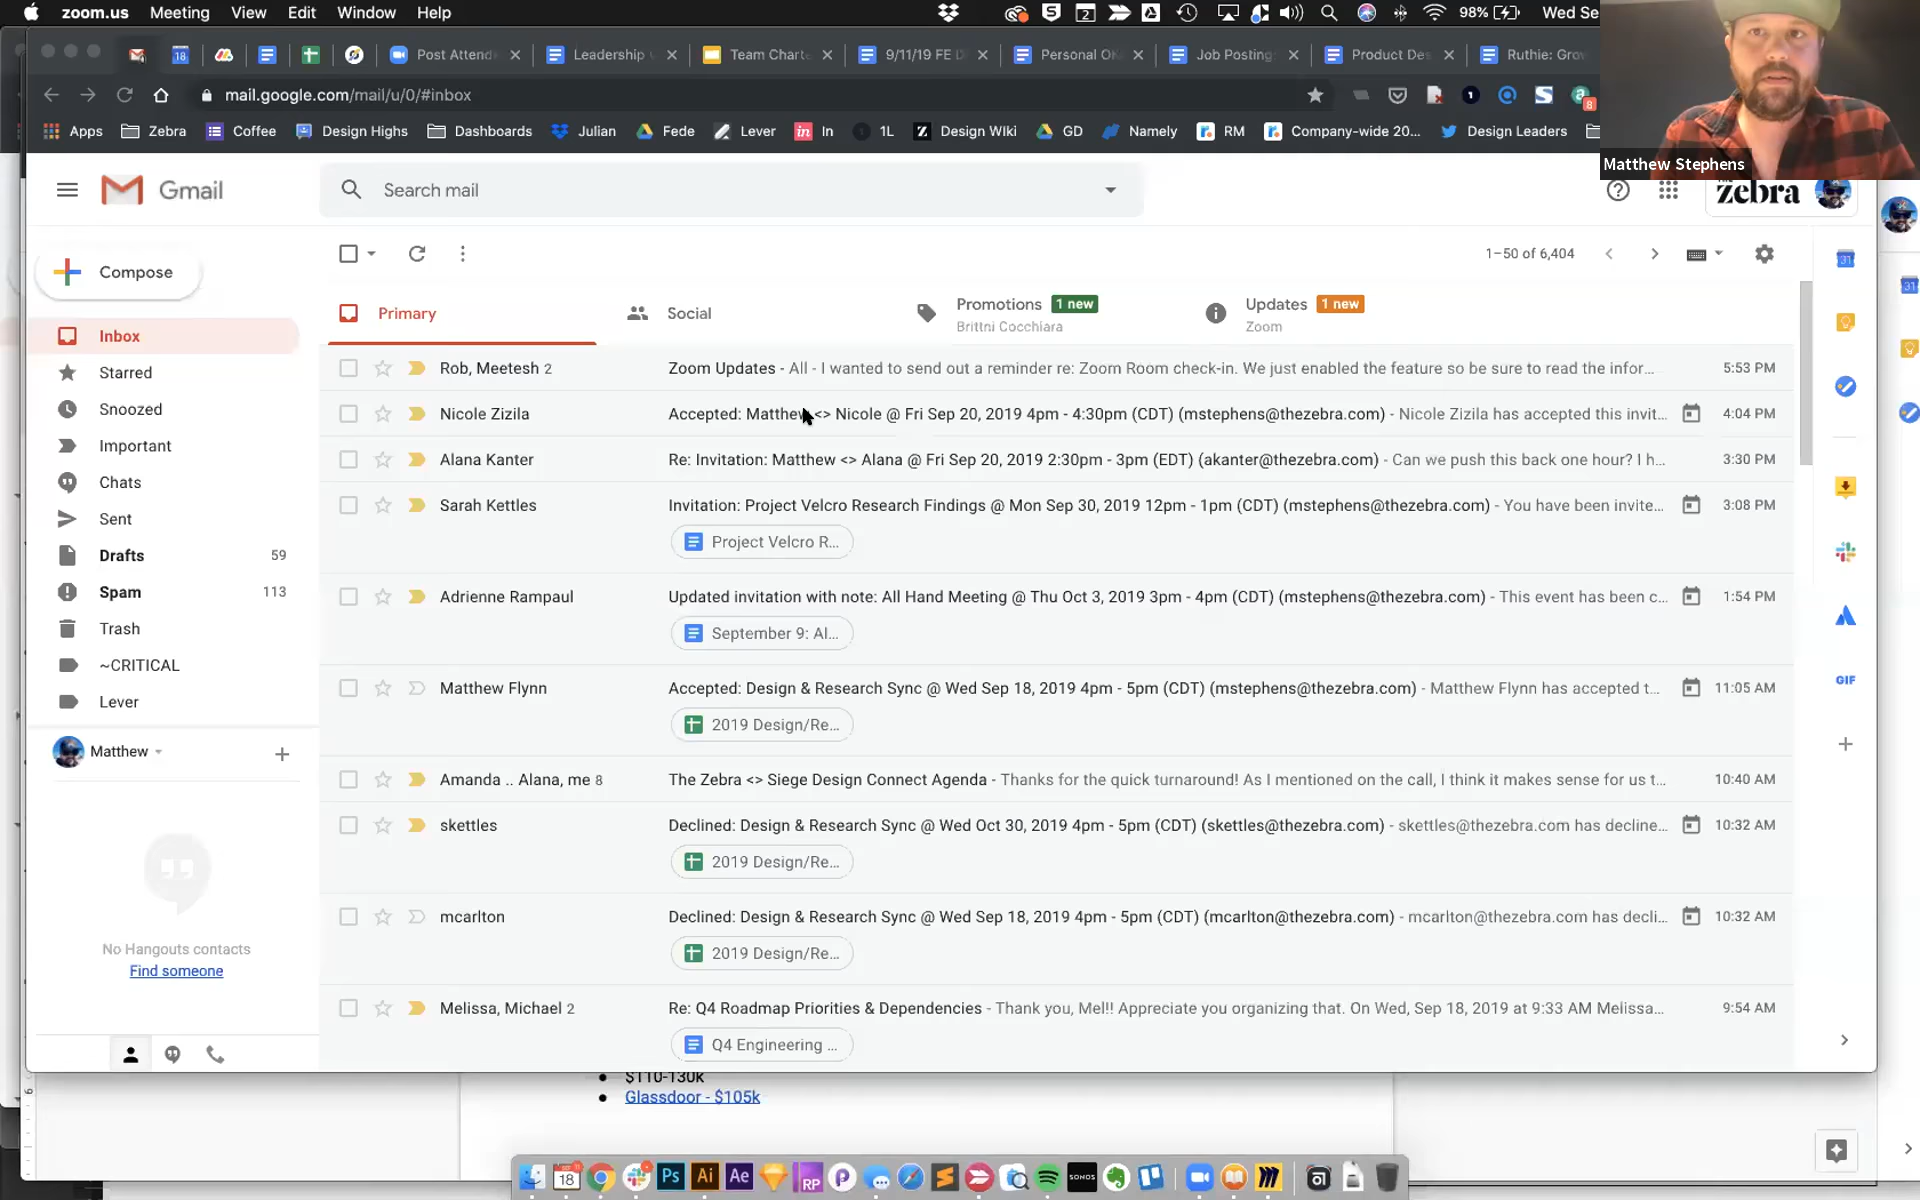 zoom.us Meeting View Edit Window Help 98% Wed Se
Post Attend Leadership Team Charte 9/11/19 FE Personal OK Job Posting Product Des Ruthie: Grow
mail.google.com/mail/u/0/#inbox
Apps Zebra Coffee Design Highs Dashboards Julian Fede Lever In 1L Design WIki GD Namely RM Company-wide 20... Design Leaders
Matthew Stephens
Gmail
Search mail
zebra
Compose
1–50 of 6,404
Primary
Social
Promotions 1 new
Brittni Cocchiara
Updates 1 new
Zoom
Inbox
Starred
Snoozed
Important
Chats
Sent
Drafts 59
Spam 113
Trash
~CRITICAL
Lever
Matthew
No Hangouts contacts
Find someone
Rob, Meetesh 2 Zoom Updates - All - I wanted to send out a reminder re: Zoom Room check-in. We just enabled the feature so be sure to read the infor... 5:53 PM
Nicole Zizila Accepted: Matthew <> Nicole @ Fri Sep 20, 2019 4pm - 4:30pm (CDT) (mstephens@thezebra.com) - Nicole Zizila has accepted this invit... 4:04 PM
Alana Kanter Re: Invitation: Matthew <> Alana @ Fri Sep 20, 2019 2:30pm - 3pm (EDT) (akanter@thezebra.com) - Can we push this back one hour? I h... 3:30 PM
Sarah Kettles Invitation: Project Velcro Research Findings @ Mon Sep 30, 2019 12pm - 1pm (CDT) (mstephens@thezebra.com) - You have been invite... 3:08 PM
Project Velcro R...
Adrienne Rampaul Updated invitation with note: All Hand Meeting @ Thu Oct 3, 2019 3pm - 4pm (CDT) (mstephens@thezebra.com) - This event has been c... 1:54 PM
September 9: Al...
Matthew Flynn Accepted: Design & Research Sync @ Wed Sep 18, 2019 4pm - 5pm (CDT) (mstephens@thezebra.com) - Matthew Flynn has accepted t... 11:05 AM
2019 Design/Re...
Amanda .. Alana, me 8 The Zebra <> Siege Design Connect Agenda - Thanks for the quick turnaround! As I mentioned on the call, I think it makes sense for us t... 10:40 AM
skettles Declined: Design & Research Sync @ Wed Oct 30, 2019 4pm - 5pm (CDT) (skettles@thezebra.com) - skettles@thezebra.com has decline... 10:32 AM
2019 Design/Re...
mcarlton Declined: Design & Research Sync @ Wed Sep 18, 2019 4pm - 5pm (CDT) (mcarlton@thezebra.com) - mcarlton@thezebra.com has decli... 10:32 AM
2019 Design/Re...
Melissa, Michael 2 Re: Q4 Roadmap Priorities & Dependencies - Thank you, Mel!! Appreciate you organizing that. On Wed, Sep 18, 2019 at 9:33 AM Melissa... 9:54 AM
Q4 Engineering ...
GIF
$110-130k
Glassdoor - $105k
18 Ps Ai Ae RP SONOS